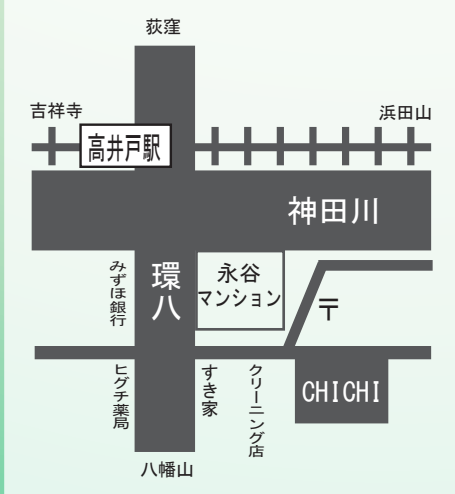 荻窪
吉祥寺
浜田山
高井戸駅
神田川
みずほ銀行
環八
永谷
マンション
〒
ヒグチ薬局
すき家
クリーニング店
CHICHI
八幡山